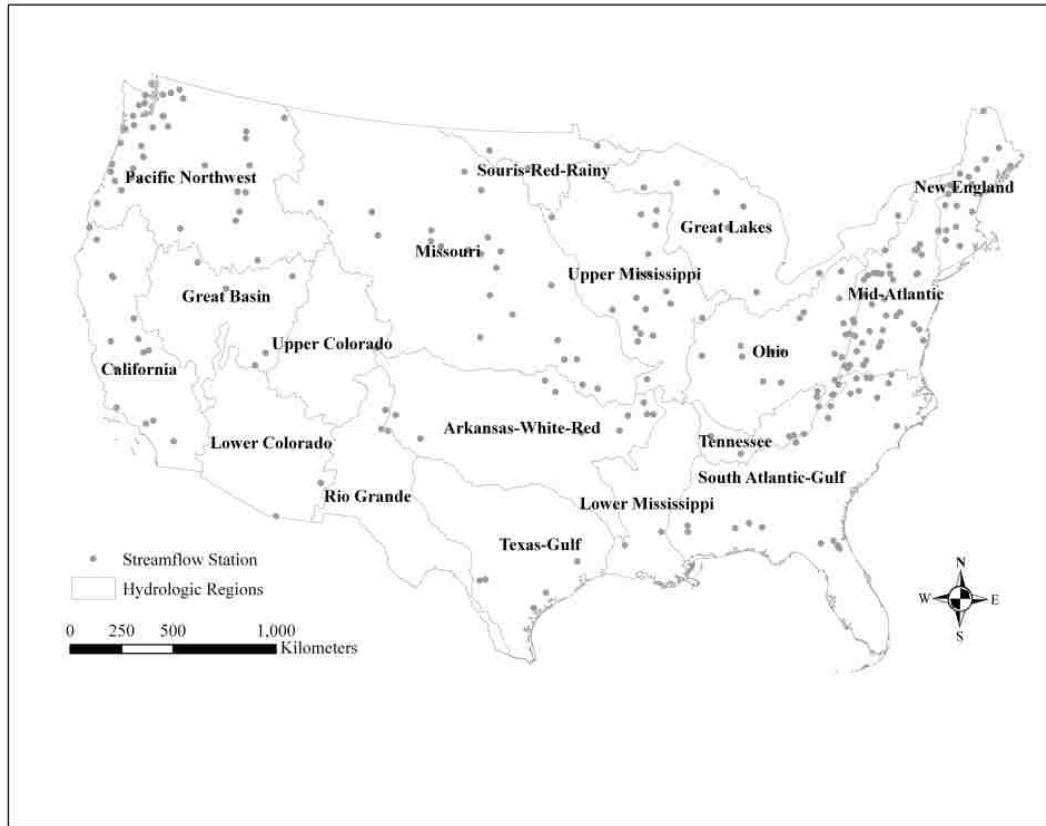 Souris-Red-Rainy
Pacific Northwest
New England
Great Lakes
Missouri
Upper Mississippi
Great Basin
Mid-Atlantic
Upper Colorado
Ohio
California
Arkansas-White-Red
Lower Colorado
Tennessee
South Atlantic-Gulf
Rio Grande
Lower Mississippi
Texas-Gulf
Streamflow Station
Hydrologic Regions
N
W E
S
0 250 500 1,000
Kilometers